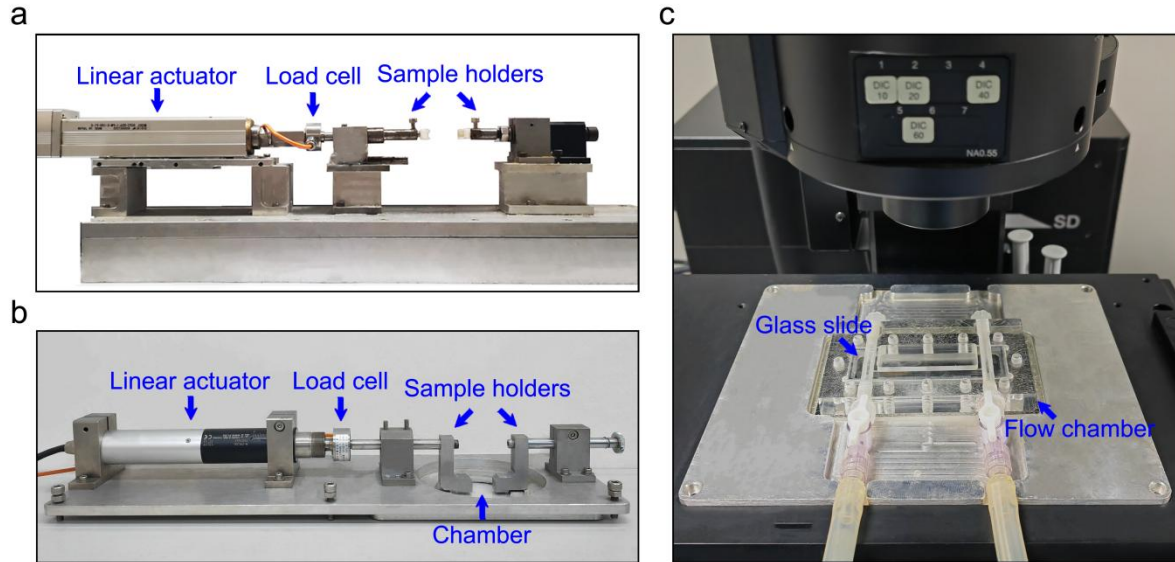 a
Linear actuator
Load cell
Sample holders
b
Linear actuator
Load cell
Sample holders
Chamber
c
1 2 3 4
DIC 10
DIC 20
DIC 40
5 6 7
DIC 60
NA0.55
SD
Glass slide
Flow chamber